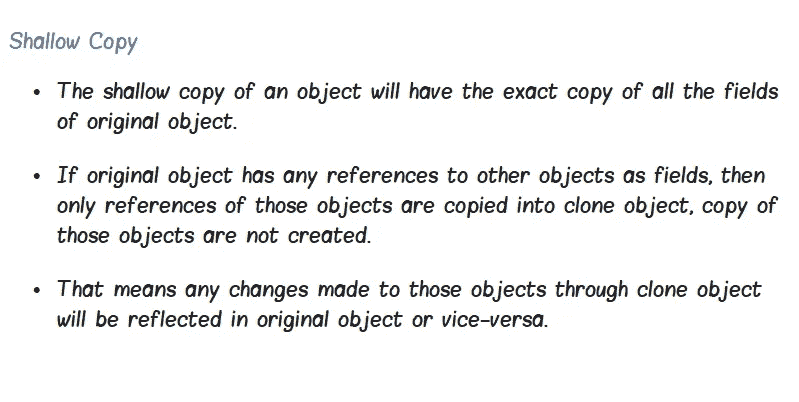 Shallow Copy
• The shallow copy of an object will have the exact copy of all the fields
of original object.
• If original object has any references to other objects as fields, then
only references of those objects are copied into clone object, copy of
those objects are not created.
• That means any changes made to those objects through clone object
will be reflected in original object or vice-versa.